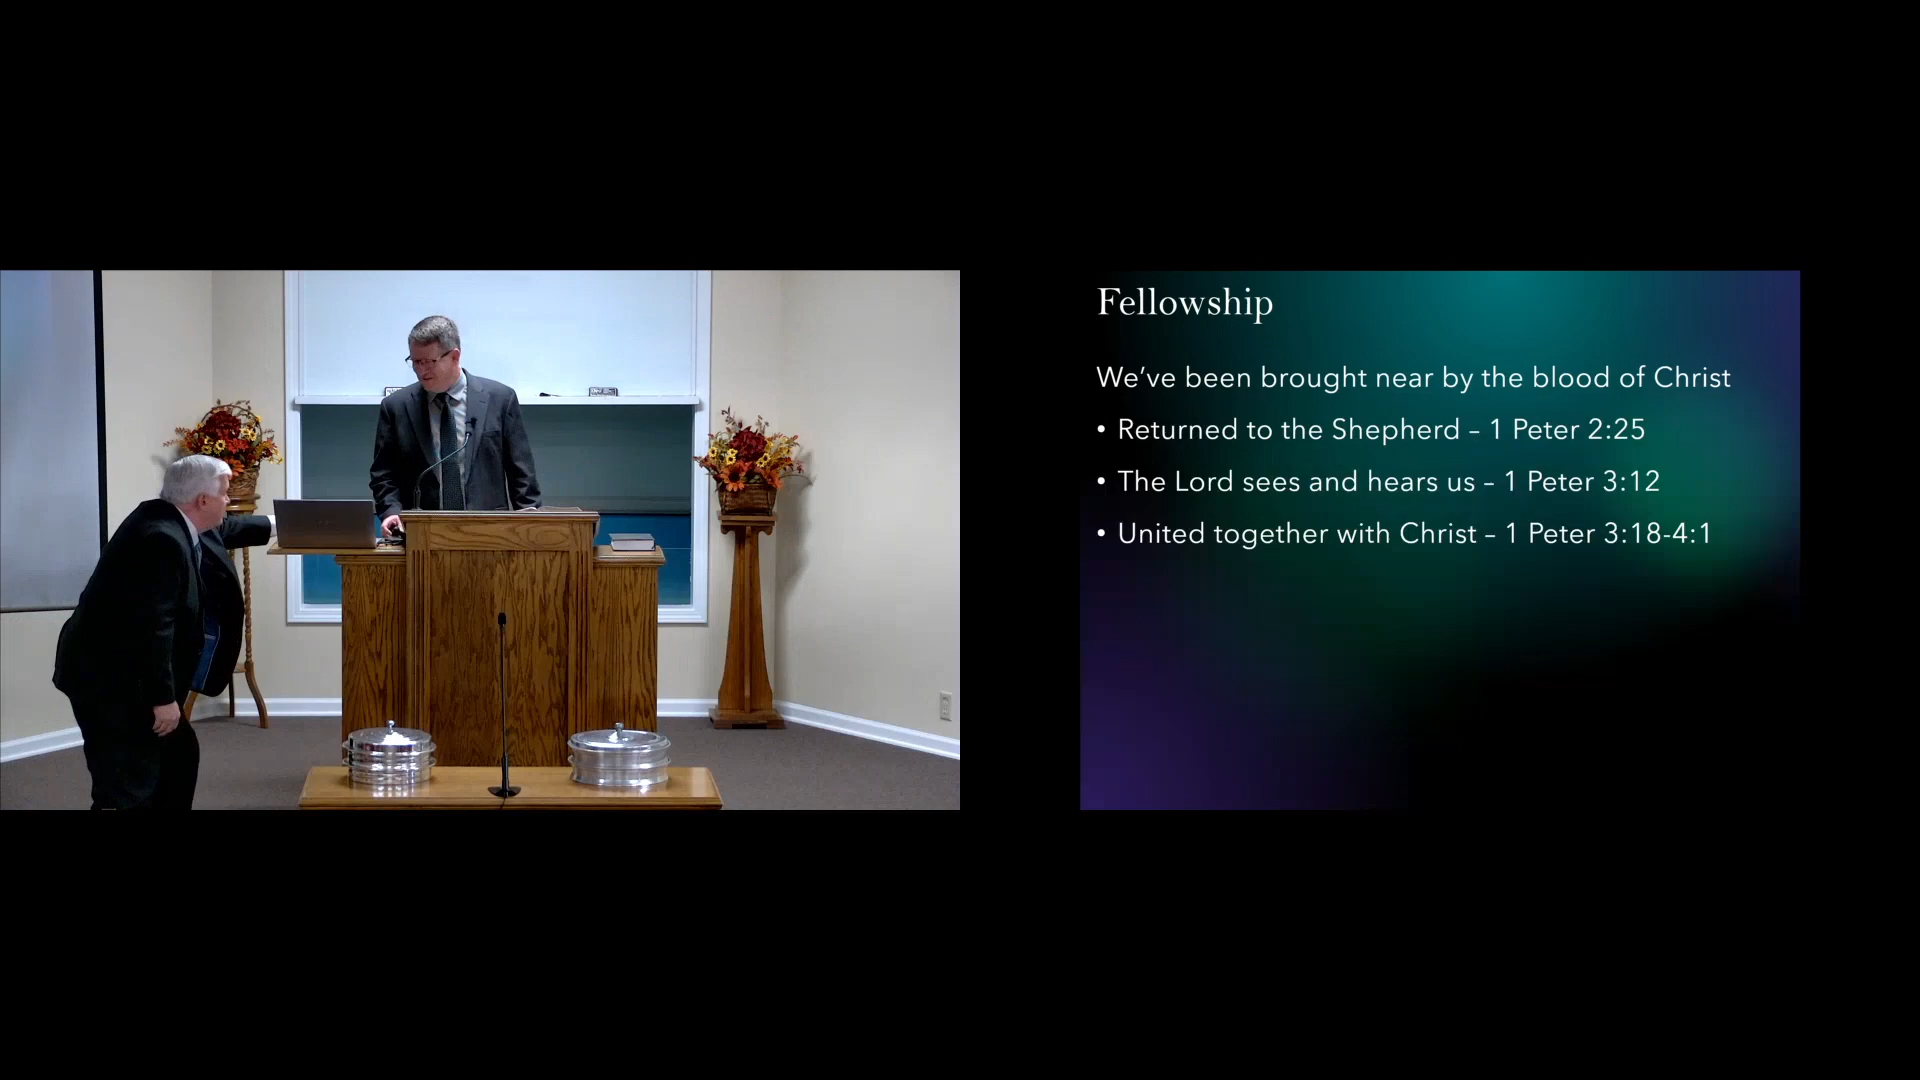 Fellowship
We’ve been brought near by the blood of Christ
• Returned to the Shepherd – 1 Peter 2:25
• The Lord sees and hears us – 1 Peter 3:12
• United together with Christ – 1 Peter 3:18-4:1